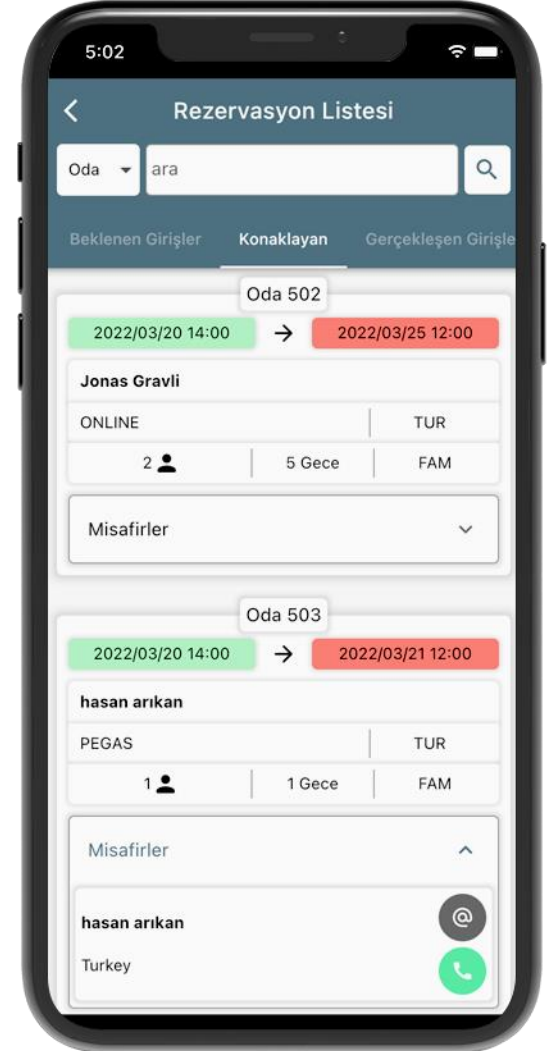 5:02
Rezervasyon Listesi
Oda ara
Beklenen Girişler Konaklayan Gerçekleşen Girişle
Oda 502
2022/03/20 14:00 → 2022/03/25 12:00
Jonas Gravli
ONLINE TUR
2 5 Gece FAM
Misafirler
Oda 503
2022/03/20 14:00 → 2022/03/21 12:00
hasan arıkan
PEGAS TUR
1 1 Gece FAM
Misafirler
hasan arıkan
@
Turkey